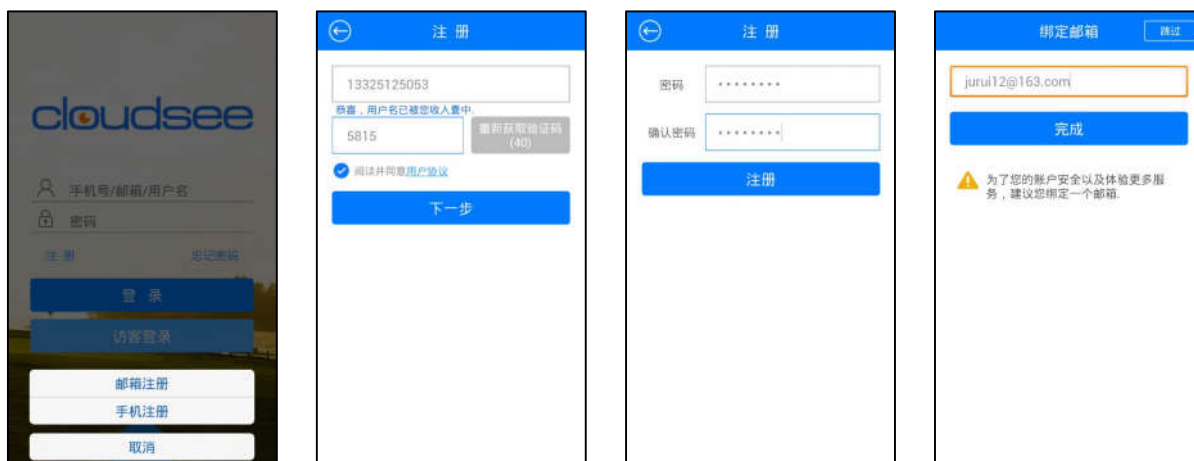 cloudsee
手机号/邮箱/用户名
密码
注 册 忘记密码
登 录
访客登录
邮箱注册
手机注册
取消
注 册
13325125053
恭喜，用户名已被您收入囊中.
5815
重新获取验证码
(40)
阅读并同意用户协议
下一步
注 册
密码 ········
确认密码 ········
注册
绑定邮箱 跳过
jurui12@163.com
完成
为了您的账户安全以及体验更多服
务，建议您绑定一个邮箱.